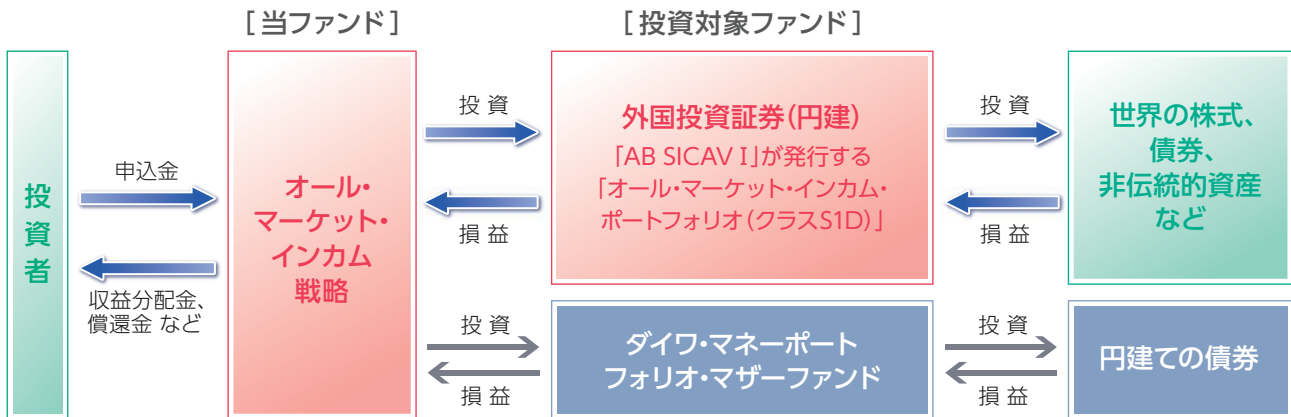 [当ファンド]
[投資対象ファンド]
投資者
申込金
収益分配金、
償還金 など
オール・
マーケット・
インカム
戦略
投 資
損 益
外国投資証券(円建)
「AB SICAV I」が発行する
「オール・マーケット・インカム・
ポートフォリオ(クラスS1D)」
投 資
損 益
世界の株式、
債券、
非伝統的資産
など
投 資
損 益
ダイワ・マネーポート
フォリオ・マザーファンド
投 資
損 益
円建ての債券